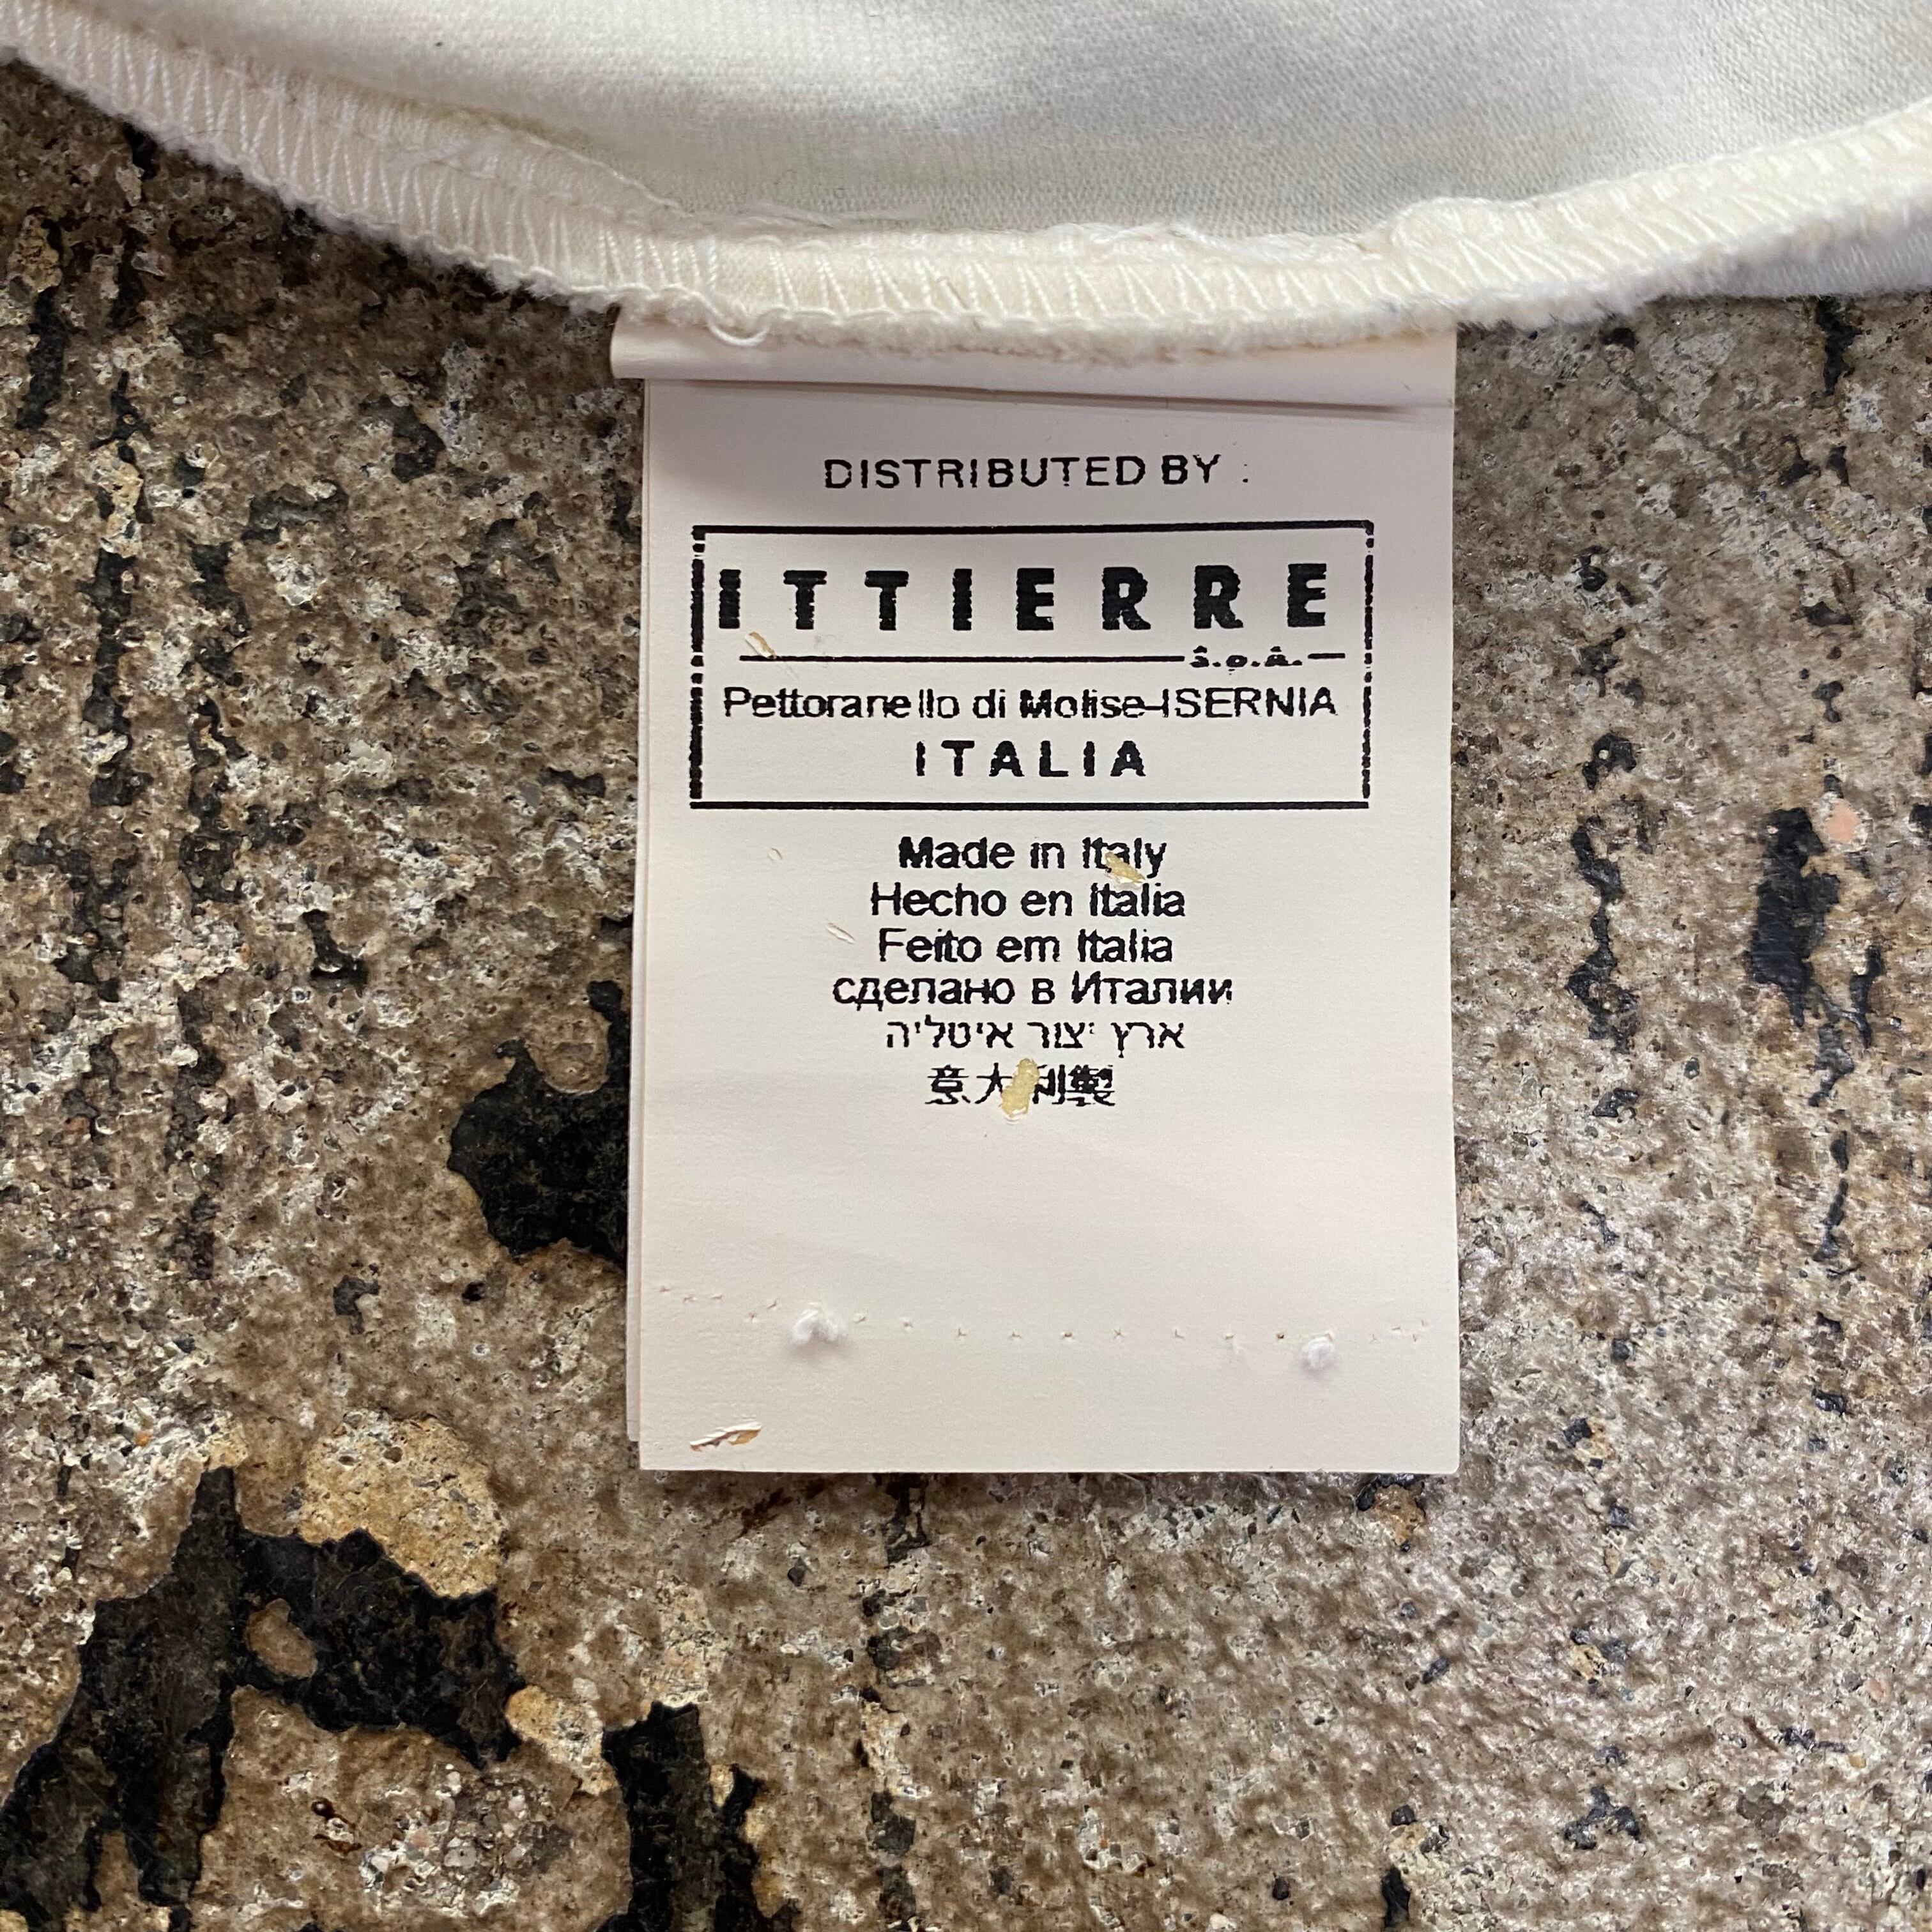 DISTRIBUTED BY :
ITTIERRE
S.p.A.
Pettoranello di Molise-ISERNIA
ITALIA
Made in Italy
Hecho en Italia
Feito em Italia
сделано в Италии
ארץ יצור איטליה
意大利製